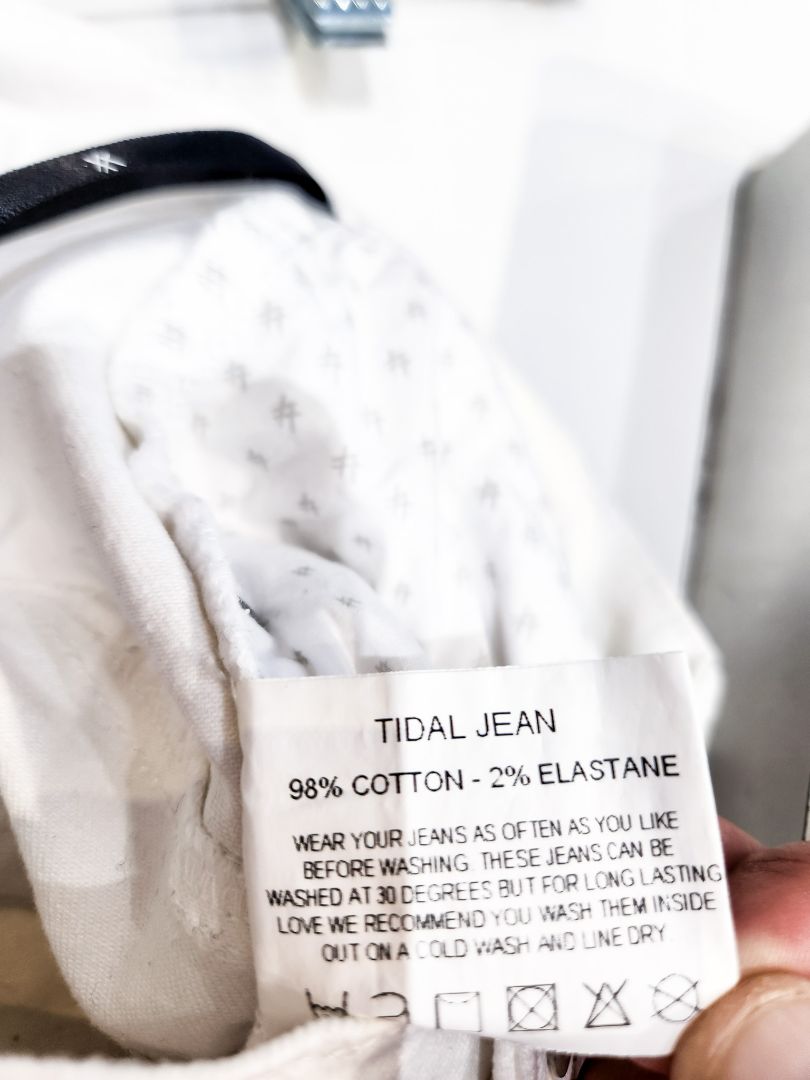 TIDAL JEAN
98% COTTON - 2% ELASTANE
WEAR YOUR JEANS AS OFTEN AS YOU LIKE
BEFORE WASHING. THESE JEANS CAN BE
WASHED AT 30 DEGREES BUT FOR LONG LASTING
LOVE WE RECOMMEND YOU WASH THEM INSIDE
OUT ON A COLD WASH AND LINE DRY.